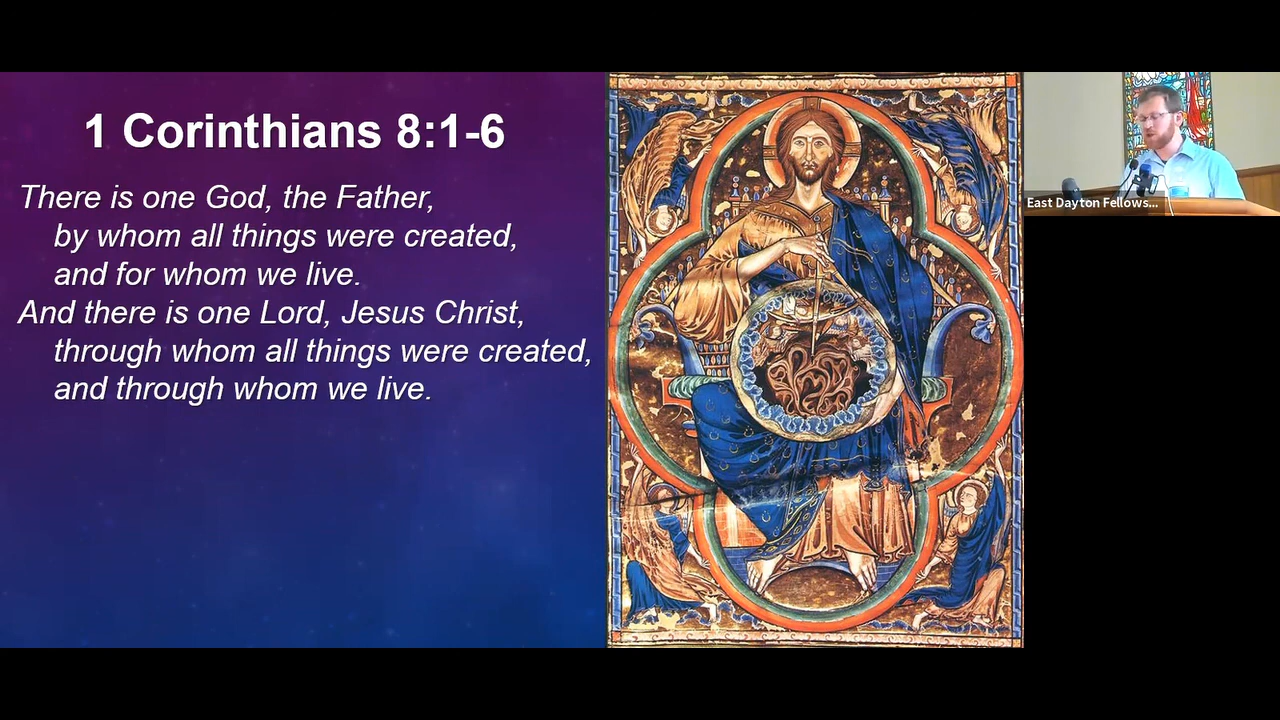 1 Corinthians 8:1-6
There is one God, the Father,
by whom all things were created,
and for whom we live.
And there is one Lord, Jesus Christ,
through whom all things were created,
and through whom we live.
East Dayton Fellows...